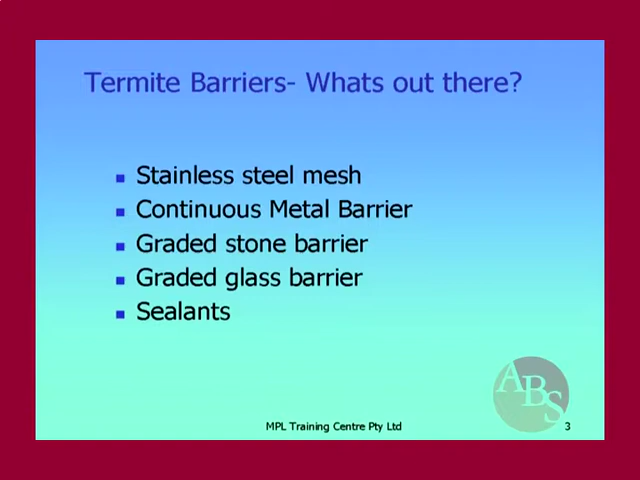 Termite Barriers- Whats out there?
Stainless steel mesh
Continuous Metal Barrier
Graded stone barrier
Graded glass barrier
Sealants
ABS
MPL Training Centre Pty Ltd
3